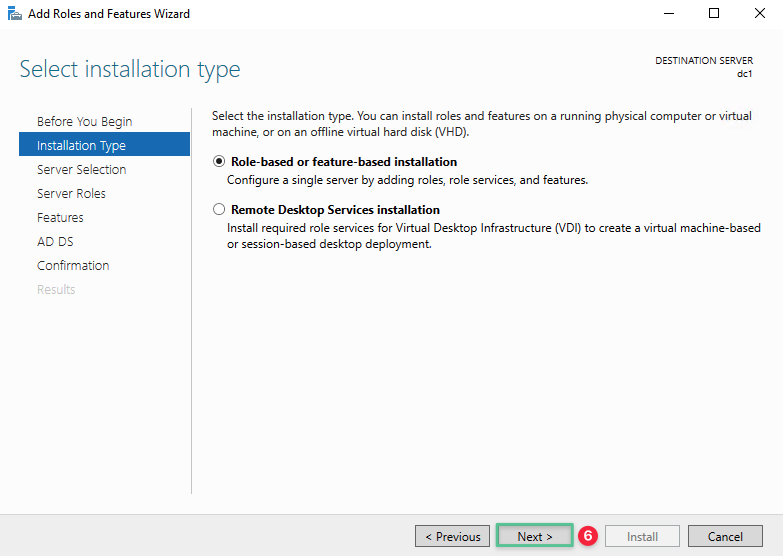 Add Roles and Features Wizard
Select installation type
DESTINATION SERVER
dc1
Before You Begin
Installation Type
Server Selection
Server Roles
Features
AD DS
Confirmation
Results
Select the installation type. You can install roles and features on a running physical computer or virtual
machine, or on an offline virtual hard disk (VHD).
Role-based or feature-based installation
Configure a single server by adding roles, role services, and features.
Remote Desktop Services installation
Install required role services for Virtual Desktop Infrastructure (VDI) to create a virtual machine-based
or session-based desktop deployment.
< Previous
Next >
6
Install
Cancel